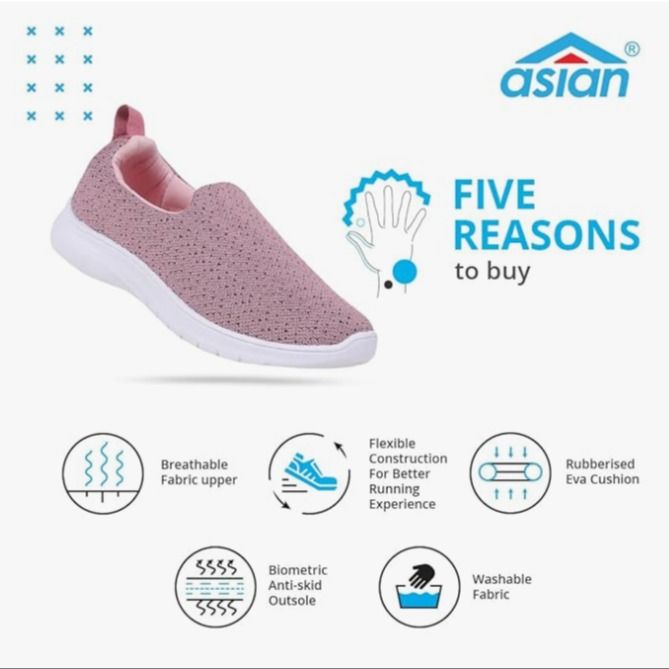 asian®
FIVE
REASONS
to buy
Breathable
Fabric upper
Flexible
Construction
For Better
Running
Experience
Rubberised
Eva Cushion
Biometric
Anti-skid
Outsole
Washable
Fabric